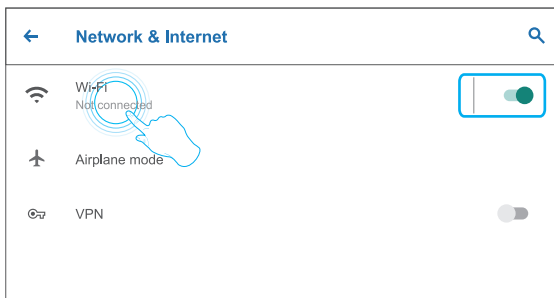 Network & Internet
Wi-Fi
Not connected
Airplane mode
VPN